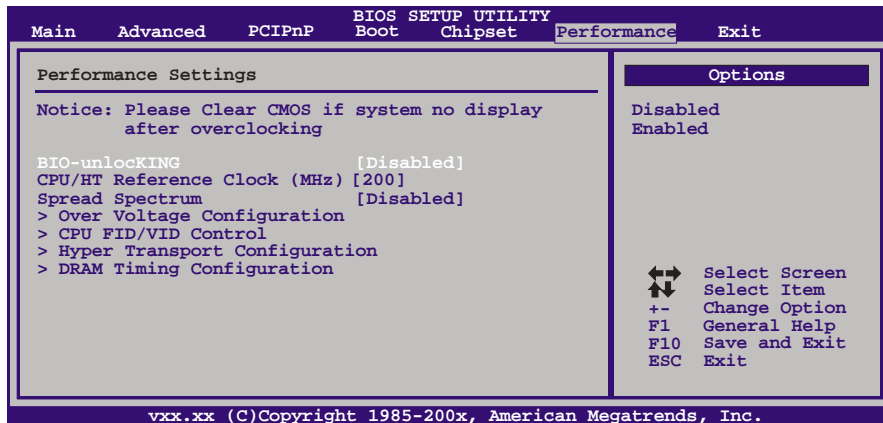 BIOS SETUP UTILITY
Main Advanced PCIPnP Boot Chipset Performance Exit
Performance Settings
Notice: Please Clear CMOS if system no display
after overclocking
BIO-unlocKING [Disabled]
CPU/HT Reference Clock (MHz) [200]
Spread Spectrum [Disabled]
> Over Voltage Configuration
> CPU FID/VID Control
> Hyper Transport Configuration
> DRAM Timing Configuration
Options
Disabled
Enabled
Select Screen
Select Item
+- Change Option
F1 General Help
F10 Save and Exit
ESC Exit
vxx.xx (C)Copyright 1985-200x, American Megatrends, Inc.